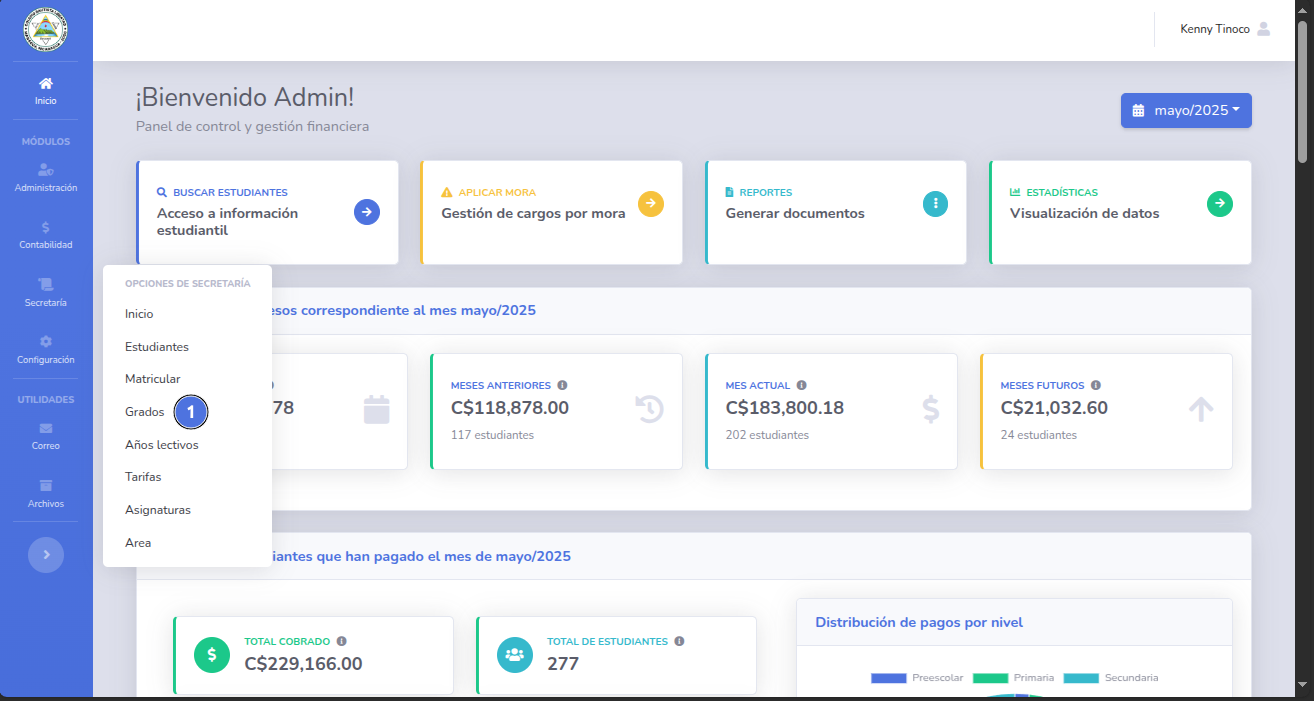 Kenny Tinoco
Inicio
MÓDULOS
Administración
Contabilidad
Secretaría
Configuración
UTILIDADES
Correo
Archivos
¡Bienvenido Admin!
Panel de control y gestión financiera
mayo/2025
BUSCAR ESTUDIANTES
Acceso a información
estudiantil
APLICAR MORA
Gestión de cargos por mora
REPORTES
Generar documentos
ESTADÍSTICAS
Visualización de datos
OPCIONES DE SECRETARÍA
Inicio
Estudiantes
Matricular
Grados
1
Años lectivos
Tarifas
Asignaturas
Area
esos correspondiente al mes mayo/2025
78
MESES ANTERIORES
C$118,878.00
117 estudiantes
MES ACTUAL
C$183,800.18
202 estudiantes
MESES FUTUROS
C$21,032.60
24 estudiantes
iantes que han pagado el mes de mayo/2025
TOTAL COBRADO
C$229,166.00
TOTAL DE ESTUDIANTES
277
Distribución de pagos por nivel
Preescolar
Primaria
Secundaria